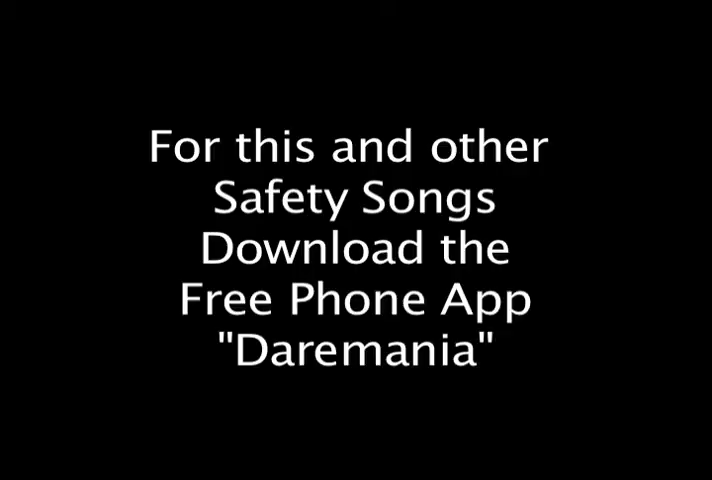 For this and other
Safety Songs
Download the
Free Phone App
"Daremania"